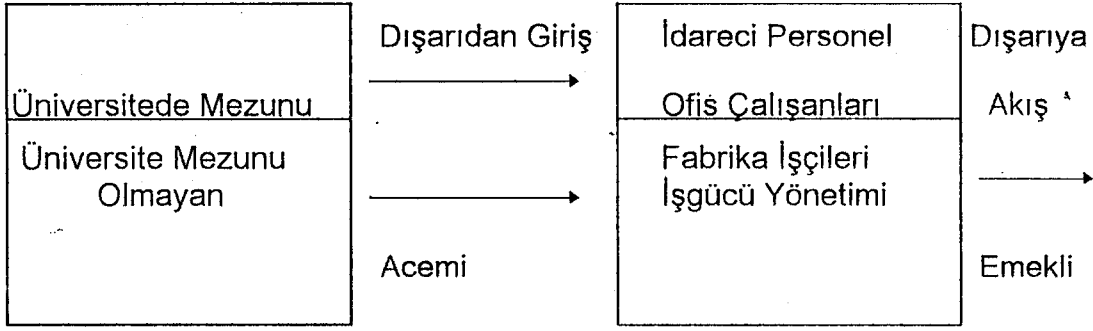 Dışarıdan Giriş
İdareci Personel
Dışarıya
Üniversitede Mezunu
Ofis Çalışanları
Akış
Üniversite Mezunu
Olmayan
Fabrika İşçileri
İşgücü Yönetimi
Acemi
Emekli